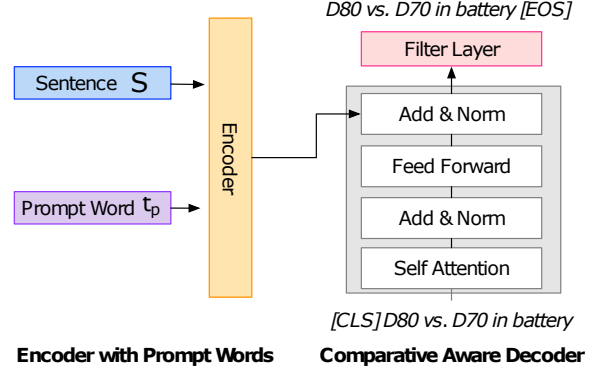 D80 vs. D70 in battery [EOS]
Filter Layer
Sentence S
Add & Norm
Encoder
Feed Forward
Prompt Word tp
Add & Norm
Self Attention
[CLS] D80 vs. D70 in battery
Encoder with Prompt Words
Comparative Aware Decoder